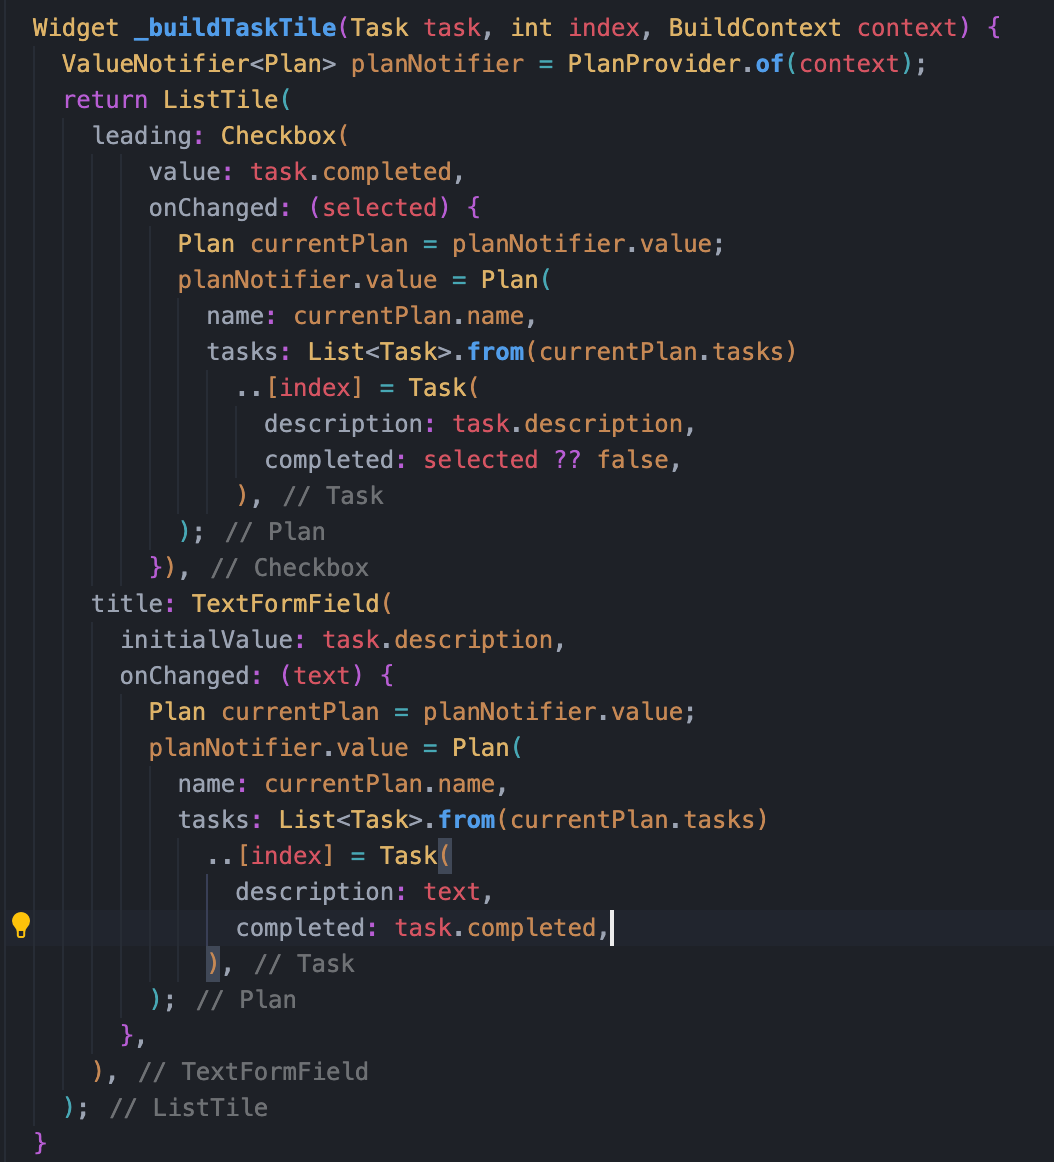 Widget _buildTaskTile(Task task, int index, BuildContext context) {
  ValueNotifier<Plan> planNotifier = PlanProvider.of(context);
  return ListTile(
    leading: Checkbox(
        value: task.completed,
        onChanged: (selected) {
          Plan currentPlan = planNotifier.value;
          planNotifier.value = Plan(
            name: currentPlan.name,
            tasks: List<Task>.from(currentPlan.tasks)
              ..[index] = Task(
                description: task.description,
                completed: selected ?? false,
              ), // Task
          ); // Plan
        }), // Checkbox
    title: TextFormField(
      initialValue: task.description,
      onChanged: (text) {
        Plan currentPlan = planNotifier.value;
        planNotifier.value = Plan(
          name: currentPlan.name,
          tasks: List<Task>.from(currentPlan.tasks)
            ..[index] = Task(
              description: text,
              completed: task.completed,
            ), // Task
        ); // Plan
      },
    ), // TextFormField
  ); // ListTile
}